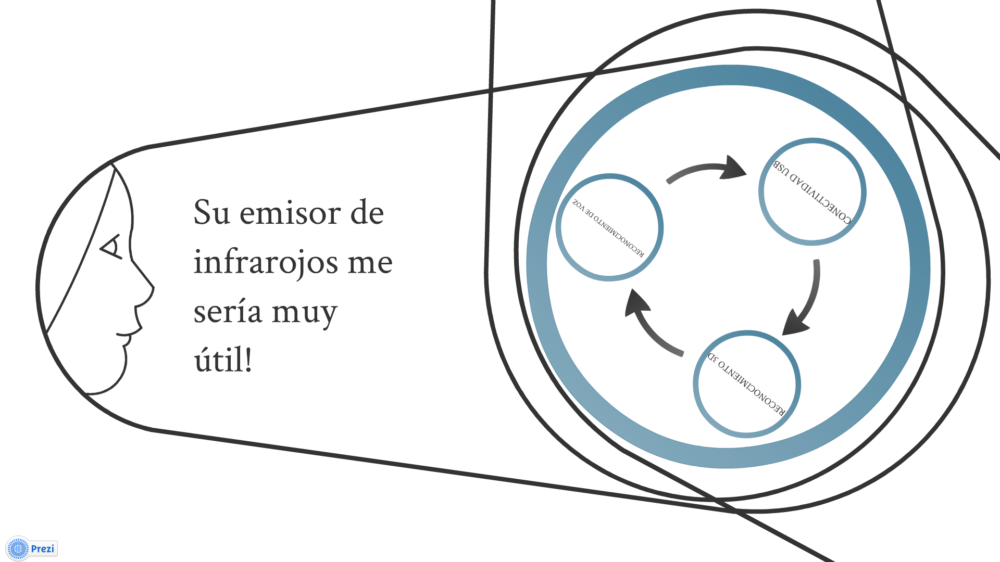 Su emisor de
infrarojos me
sería muy
útil!
CONECTIVIDAD USB
RECONOCIMIENTO DE VOZ
RECONOCIMIENTO 3D
Prezi